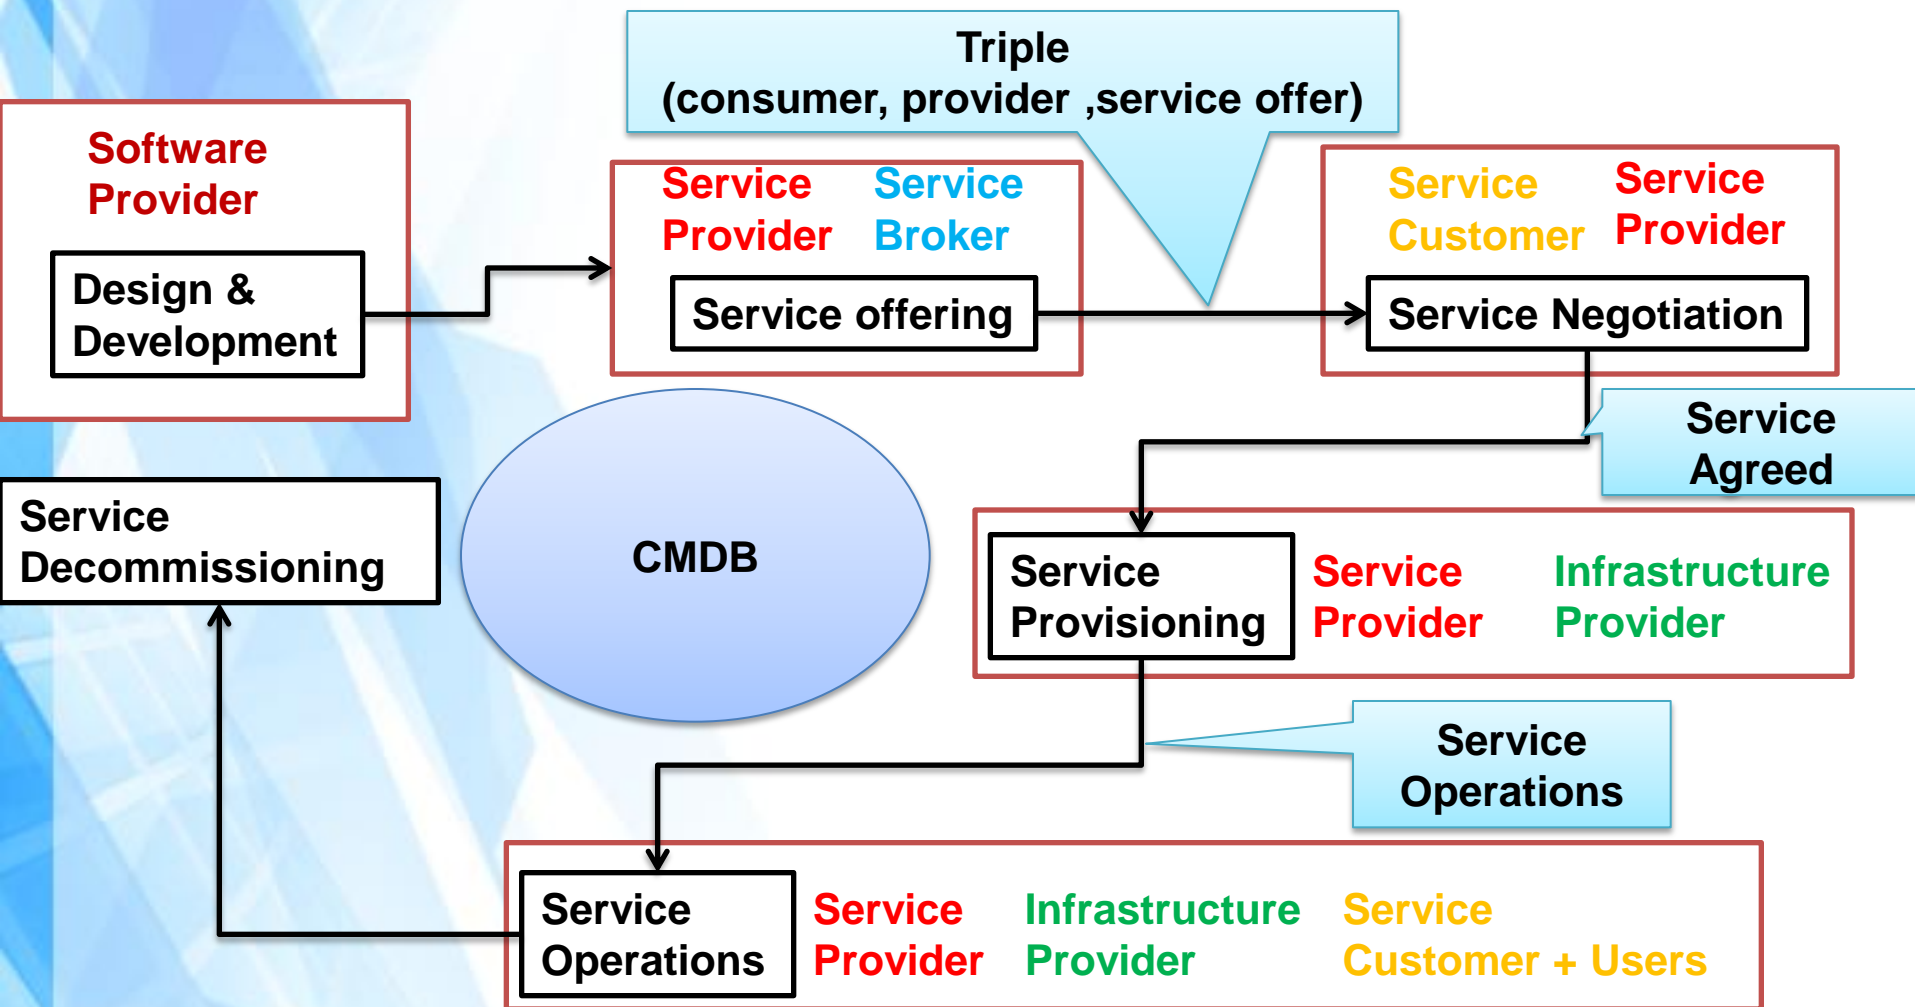 Triple
(consumer, provider ,service offer)
Software
Provider
Design &
Development
Service
Provider
Service
Broker
Service offering
Service
Customer
Service
Provider
Service Negotiation
Service
Agreed
Service
Decommissioning
CMDB
Service
Provisioning
Service
Provider
Infrastructure
Provider
Service
Operations
Service
Operations
Service
Provider
Infrastructure
Provider
Service
Customer + Users